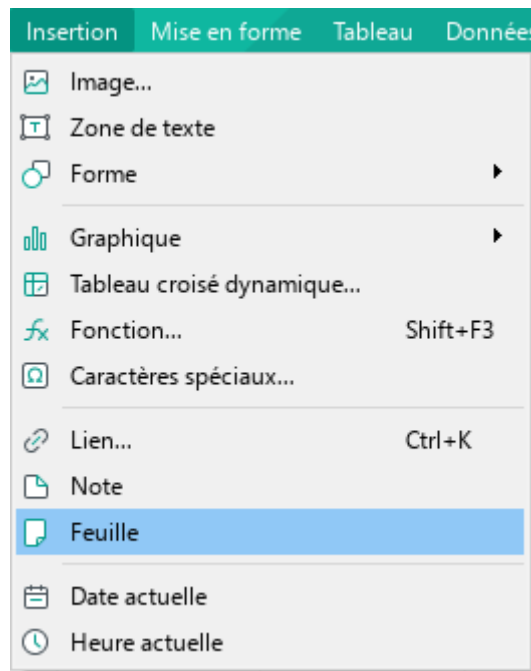 Insertion Mise en forme Tableau
Image...
Zone de texte
Forme
Graphique
Tableau croisé dynamique...
Fonction... Shift+F3
Caractères spéciaux...
Lien... Ctrl+K
Note
Feuille
Date actuelle
Heure actuelle